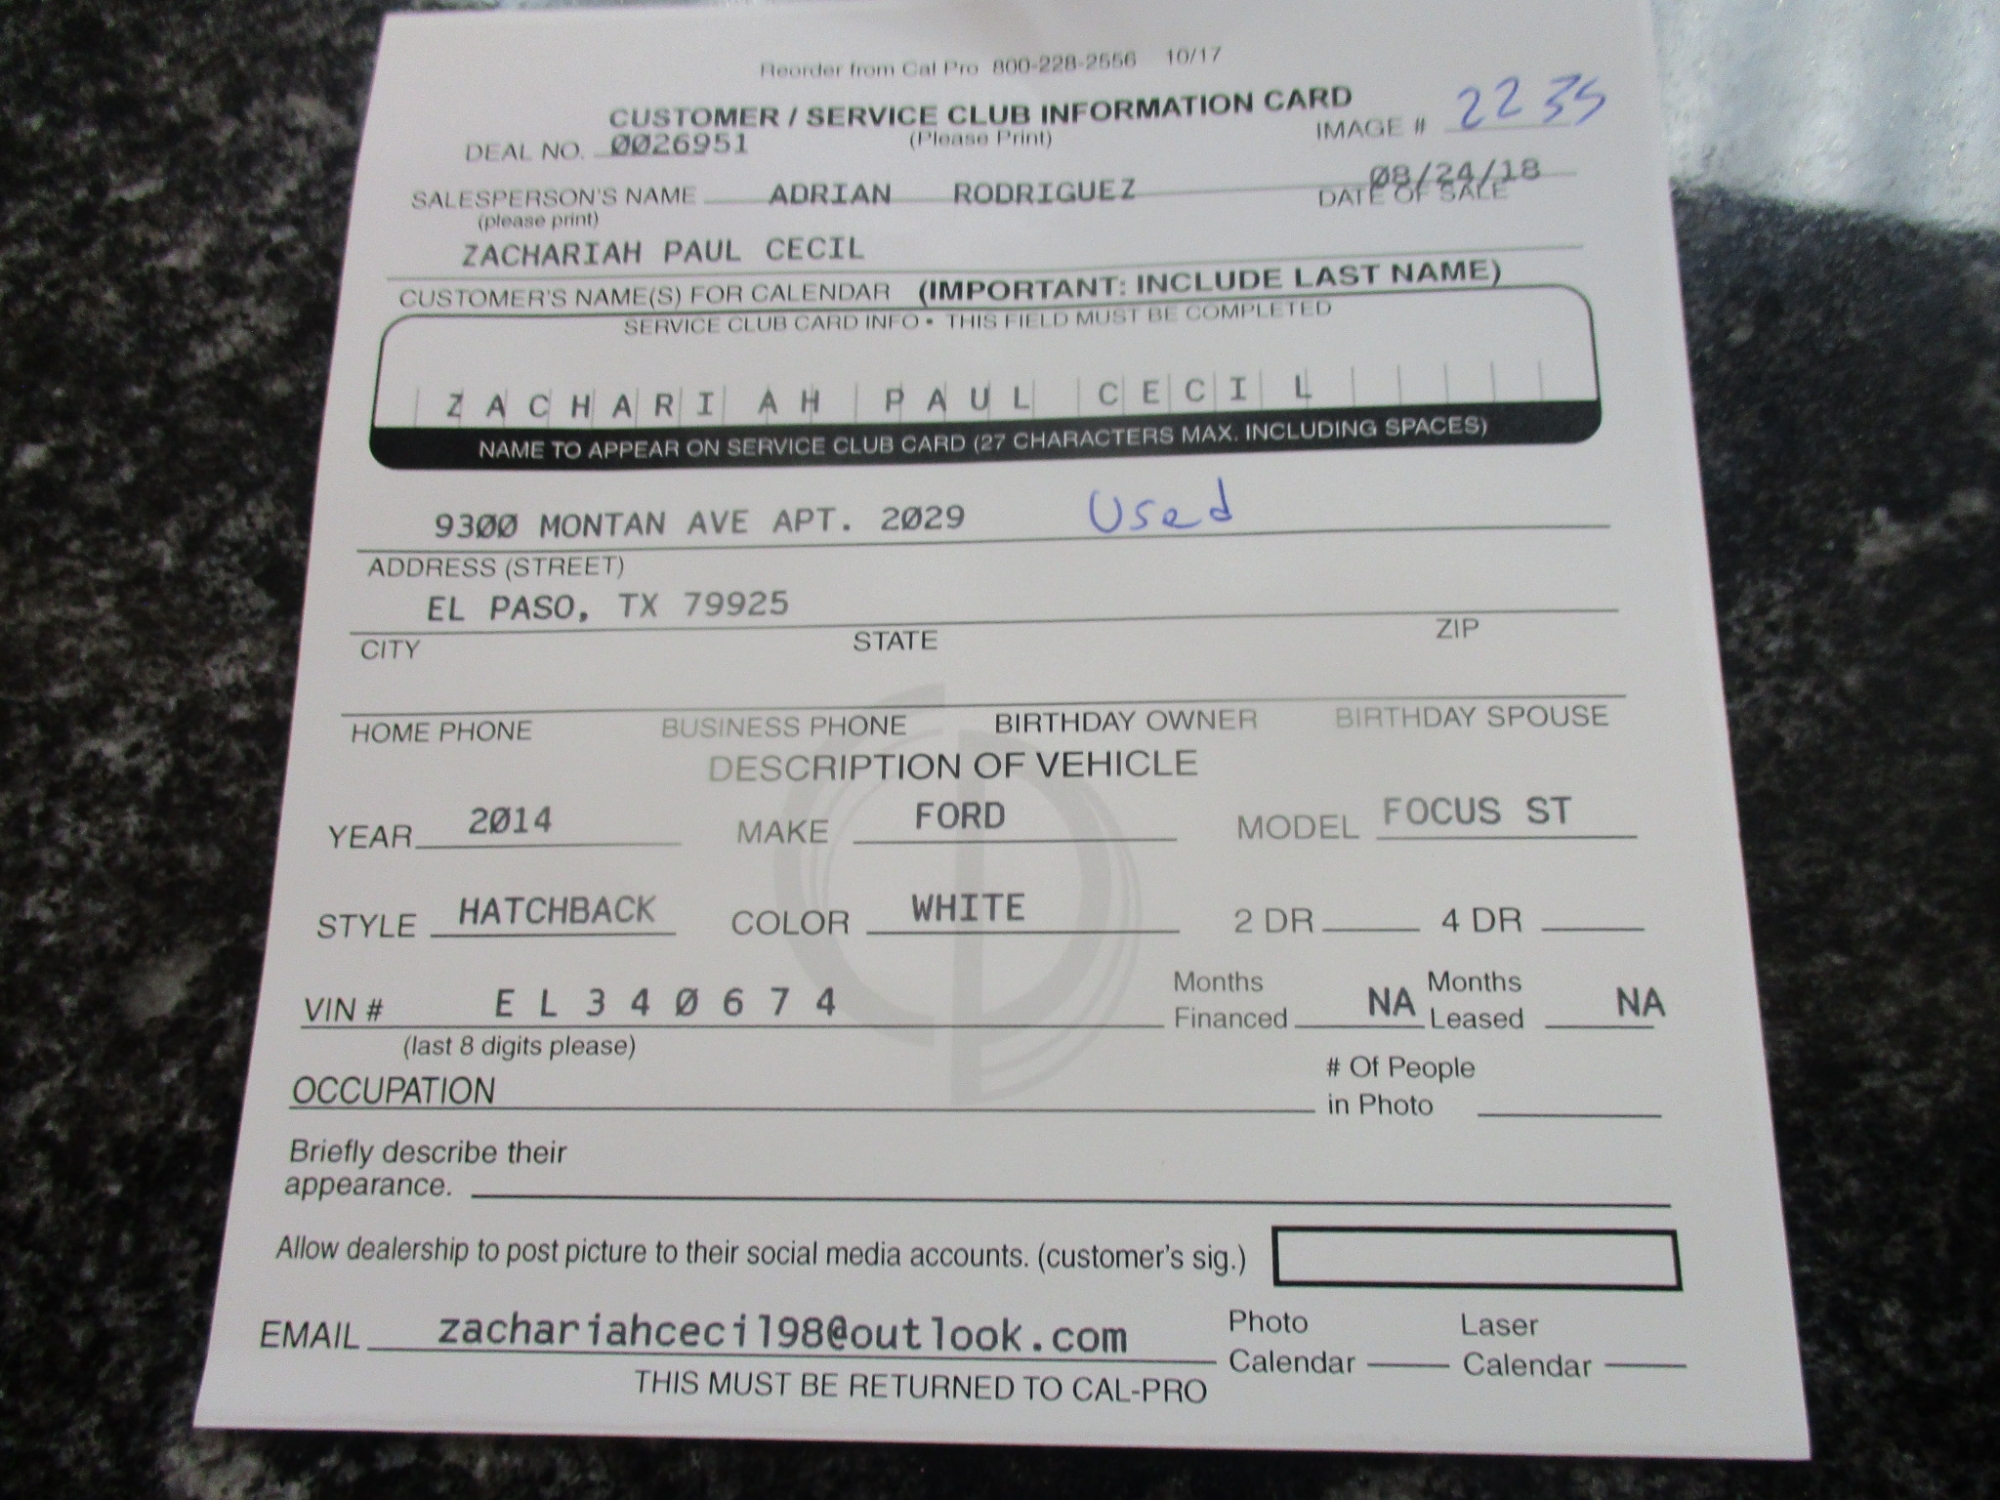 Reorder from Cal Pro 800-228-2556 10/17
CUSTOMER / SERVICE CLUB INFORMATION CARD
DEAL NO. 0026951 (Please Print) IMAGE # 2235
SALESPERSON'S NAME ADRIAN RODRIGUEZ 08/24/18
(please print) DATE OF SALE
ZACHARIAH PAUL CECIL
CUSTOMER'S NAME(S) FOR CALENDAR (IMPORTANT: INCLUDE LAST NAME)
SERVICE CLUB CARD INFO • THIS FIELD MUST BE COMPLETED
ZACHARIAH PAUL CECIL
NAME TO APPEAR ON SERVICE CLUB CARD (27 CHARACTERS MAX. INCLUDING SPACES)
9300 MONTAN AVE APT. 2029 Used
ADDRESS (STREET)
EL PASO, TX 79925
CITY STATE ZIP
HOME PHONE BUSINESS PHONE BIRTHDAY OWNER BIRTHDAY SPOUSE
DESCRIPTION OF VEHICLE
YEAR 2014 MAKE FORD MODEL FOCUS ST
STYLE HATCHBACK COLOR WHITE 2 DR 4 DR
VIN # EL340674 Months Financed NA Months Leased NA
(last 8 digits please)
OCCUPATION # Of People in Photo
Briefly describe their
appearance.
Allow dealership to post picture to their social media accounts. (customer's sig.)
EMAIL zachariahcecil98@outlook.com Photo Calendar Laser Calendar
THIS MUST BE RETURNED TO CAL-PRO